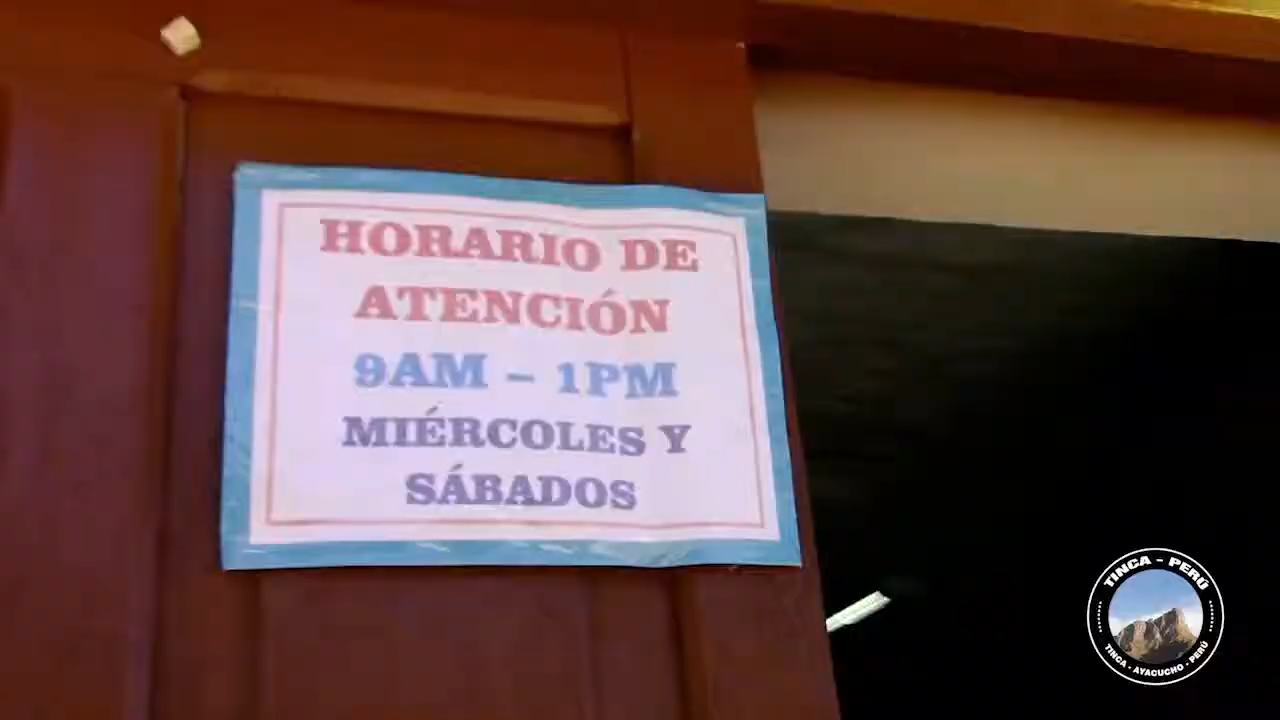 HORARIO DE
ATENCIÓN
9AM – 1PM
MIÉRCOLES Y
SÁBADOS
TINCA - PERÚ
TINCA - AYACUCHO - PERÚ